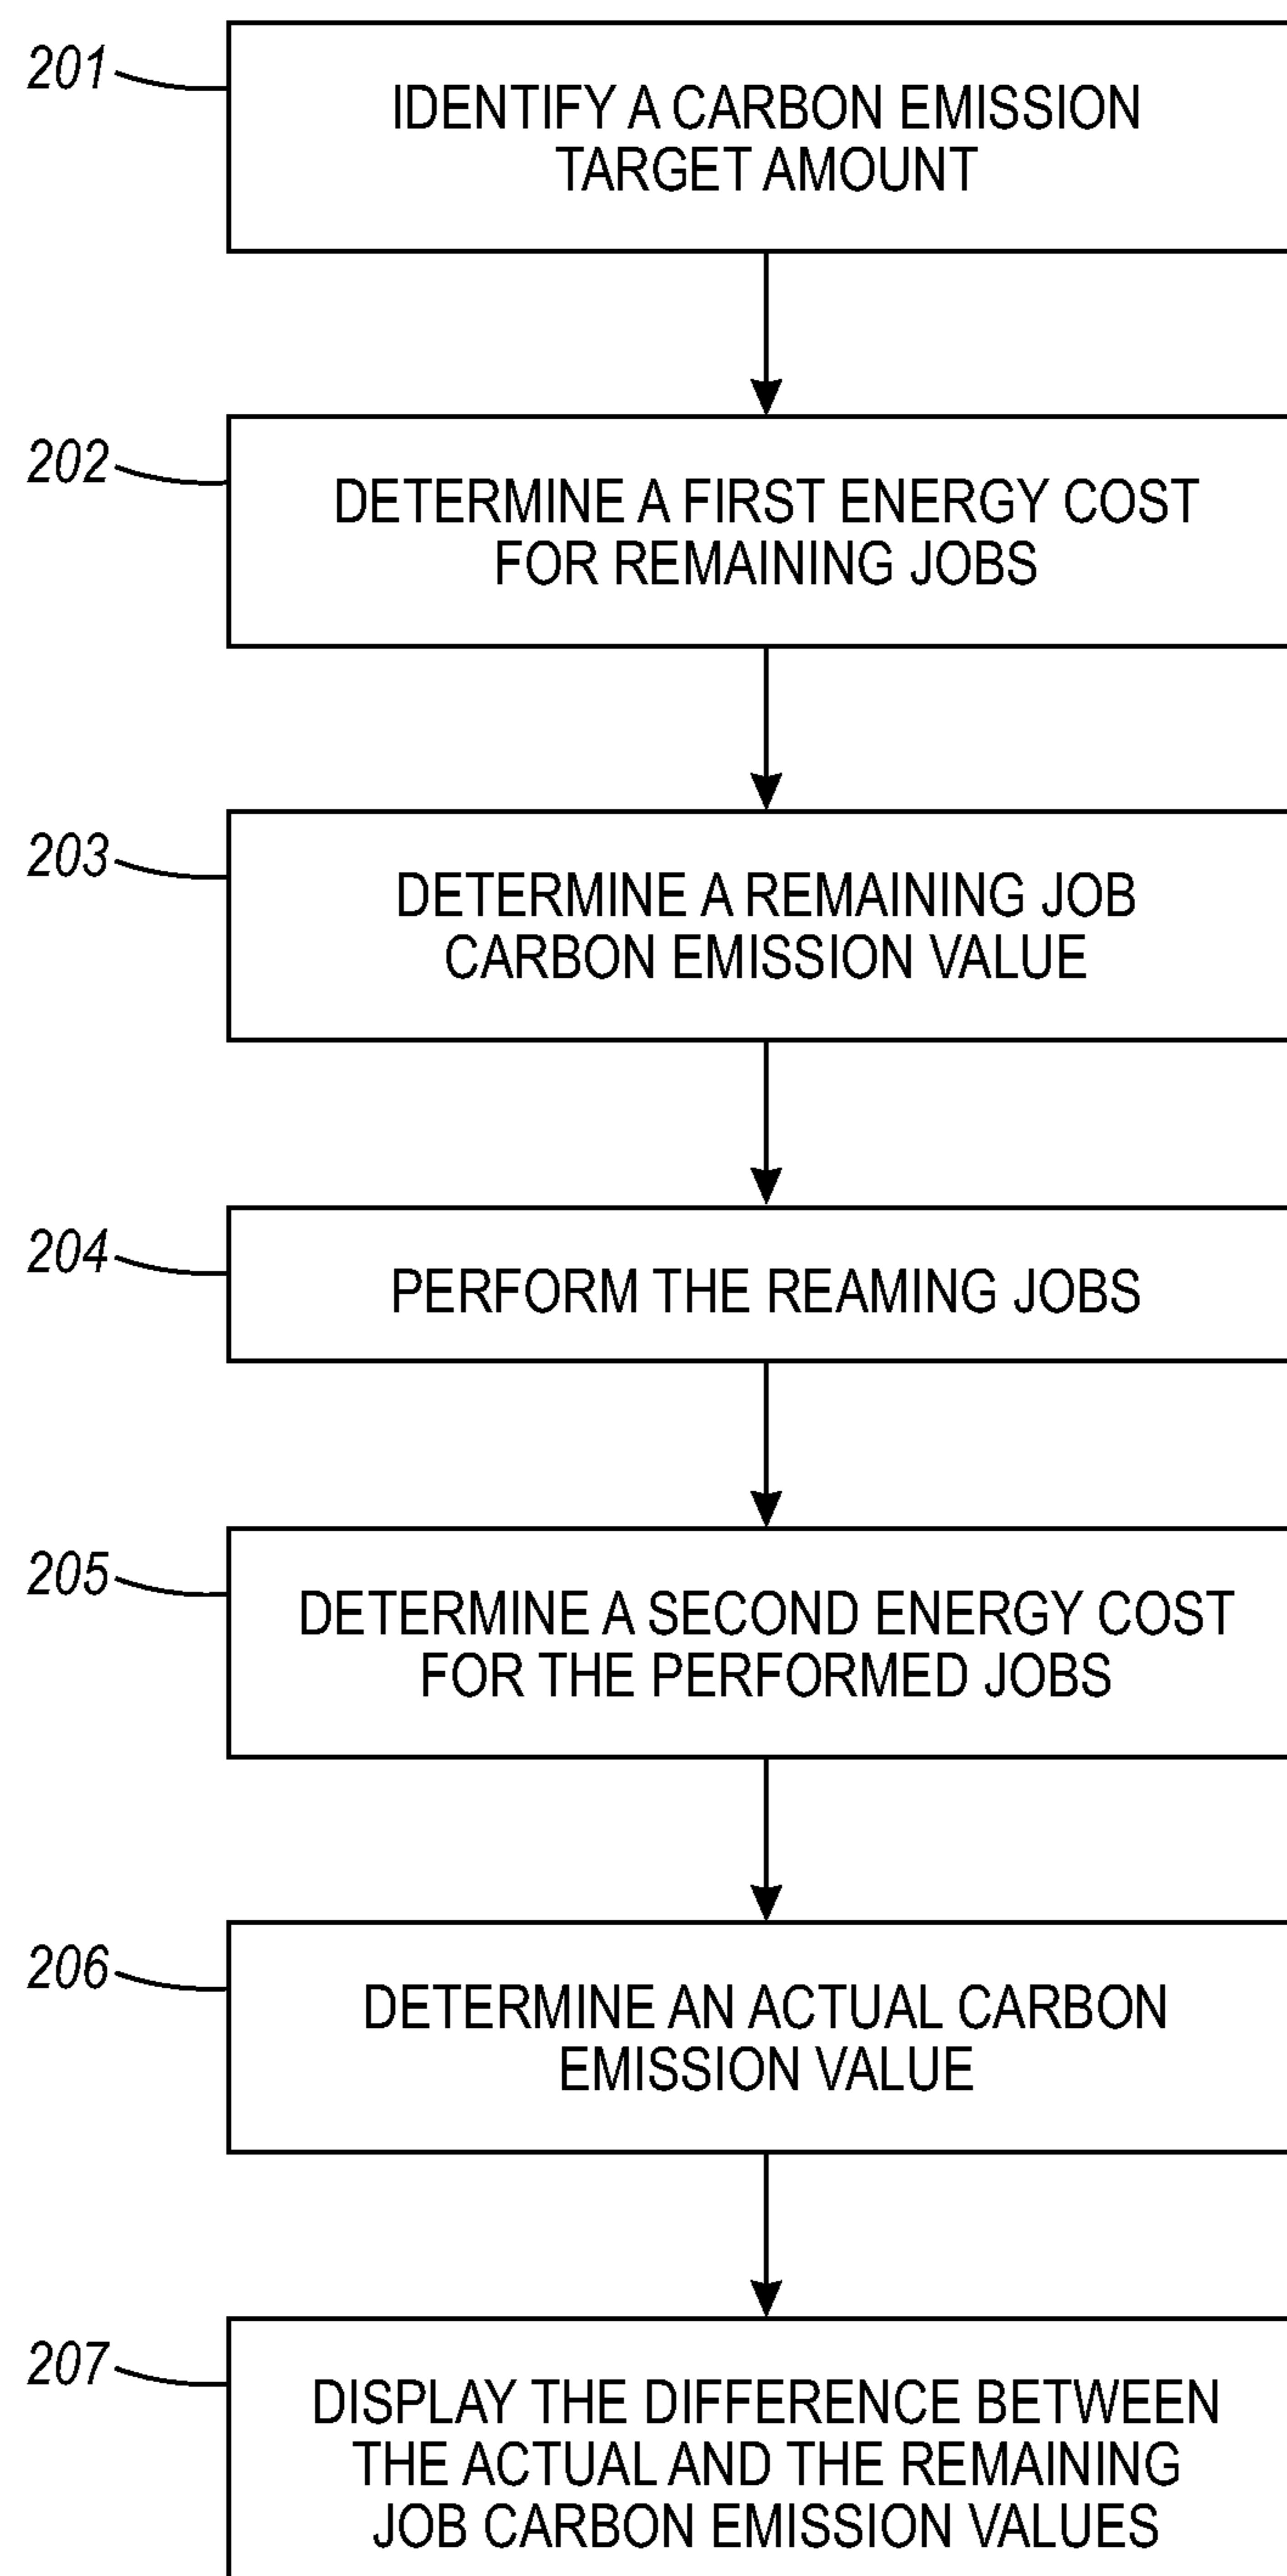 201
IDENTIFY A CARBON EMISSION
TARGET AMOUNT
202
DETERMINE A FIRST ENERGY COST
FOR REMAINING JOBS
203
DETERMINE A REMAINING JOB
CARBON EMISSION VALUE
204
PERFORM THE REAMING JOBS
205
DETERMINE A SECOND ENERGY COST
FOR THE PERFORMED JOBS
206
DETERMINE AN ACTUAL CARBON
EMISSION VALUE
207
DISPLAY THE DIFFERENCE BETWEEN
THE ACTUAL AND THE REMAINING
JOB CARBON EMISSION VALUES